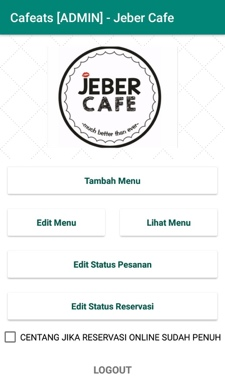 Cafeats [ADMIN] - Jeber Cafe
JEBER
CAFE
-much better than ever-
Tambah Menu
Edit Menu
Lihat Menu
Edit Status Pesanan
Edit Status Reservasi
CENTANG JIKA RESERVASI ONLINE SUDAH PENUH
LOGOUT